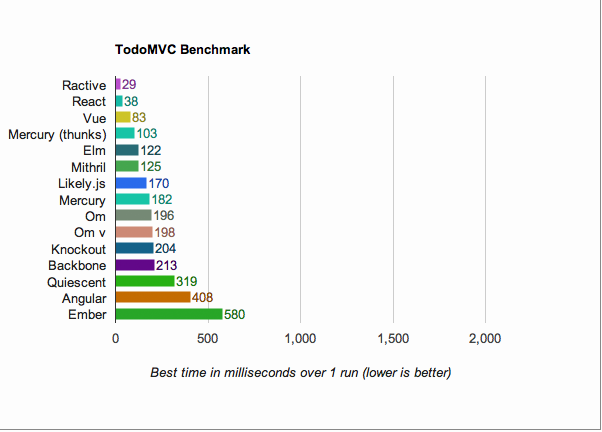 TodoMVC Benchmark
Ractive 29
React 38
Vue 83
Mercury (thunks) 103
Elm 122
Mithril 125
Likely.js 170
Mercury 182
Om 196
Om v 198
Knockout 204
Backbone 213
Quiescent 319
Angular 408
Ember 580
0 500 1,000 1,500 2,000
Best time in milliseconds over 1 run (lower is better)